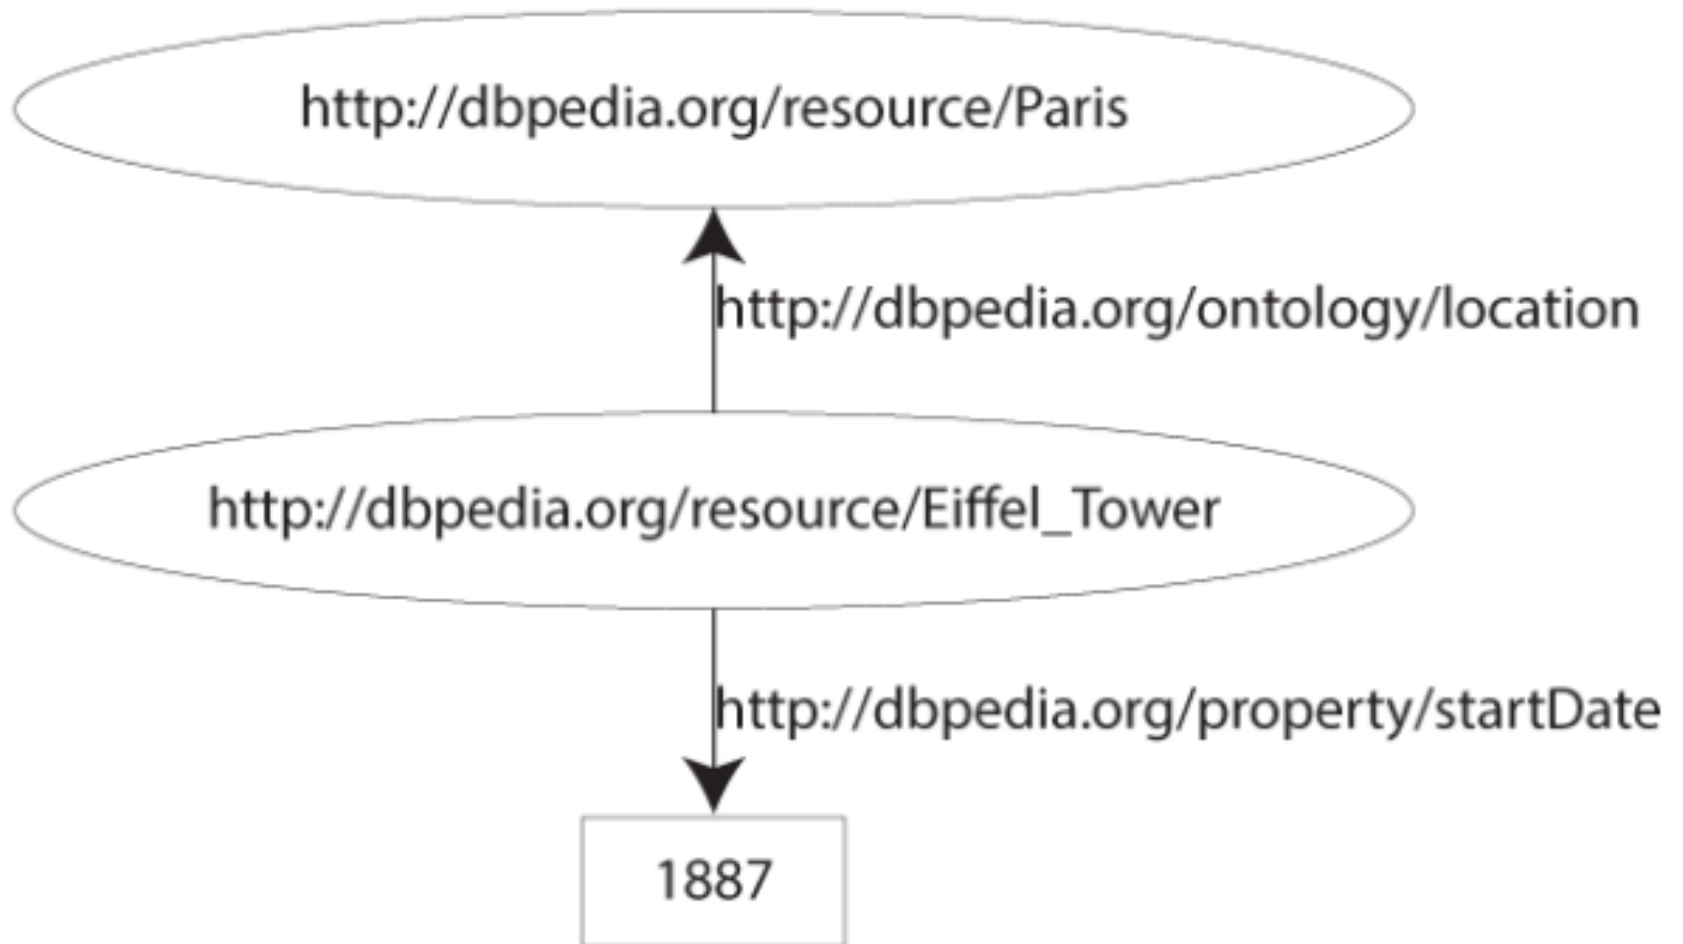 http://dbpedia.org/resource/Paris
http://dbpedia.org/ontology/location
http://dbpedia.org/resource/Eiffel_Tower
http://dbpedia.org/property/startDate
1887